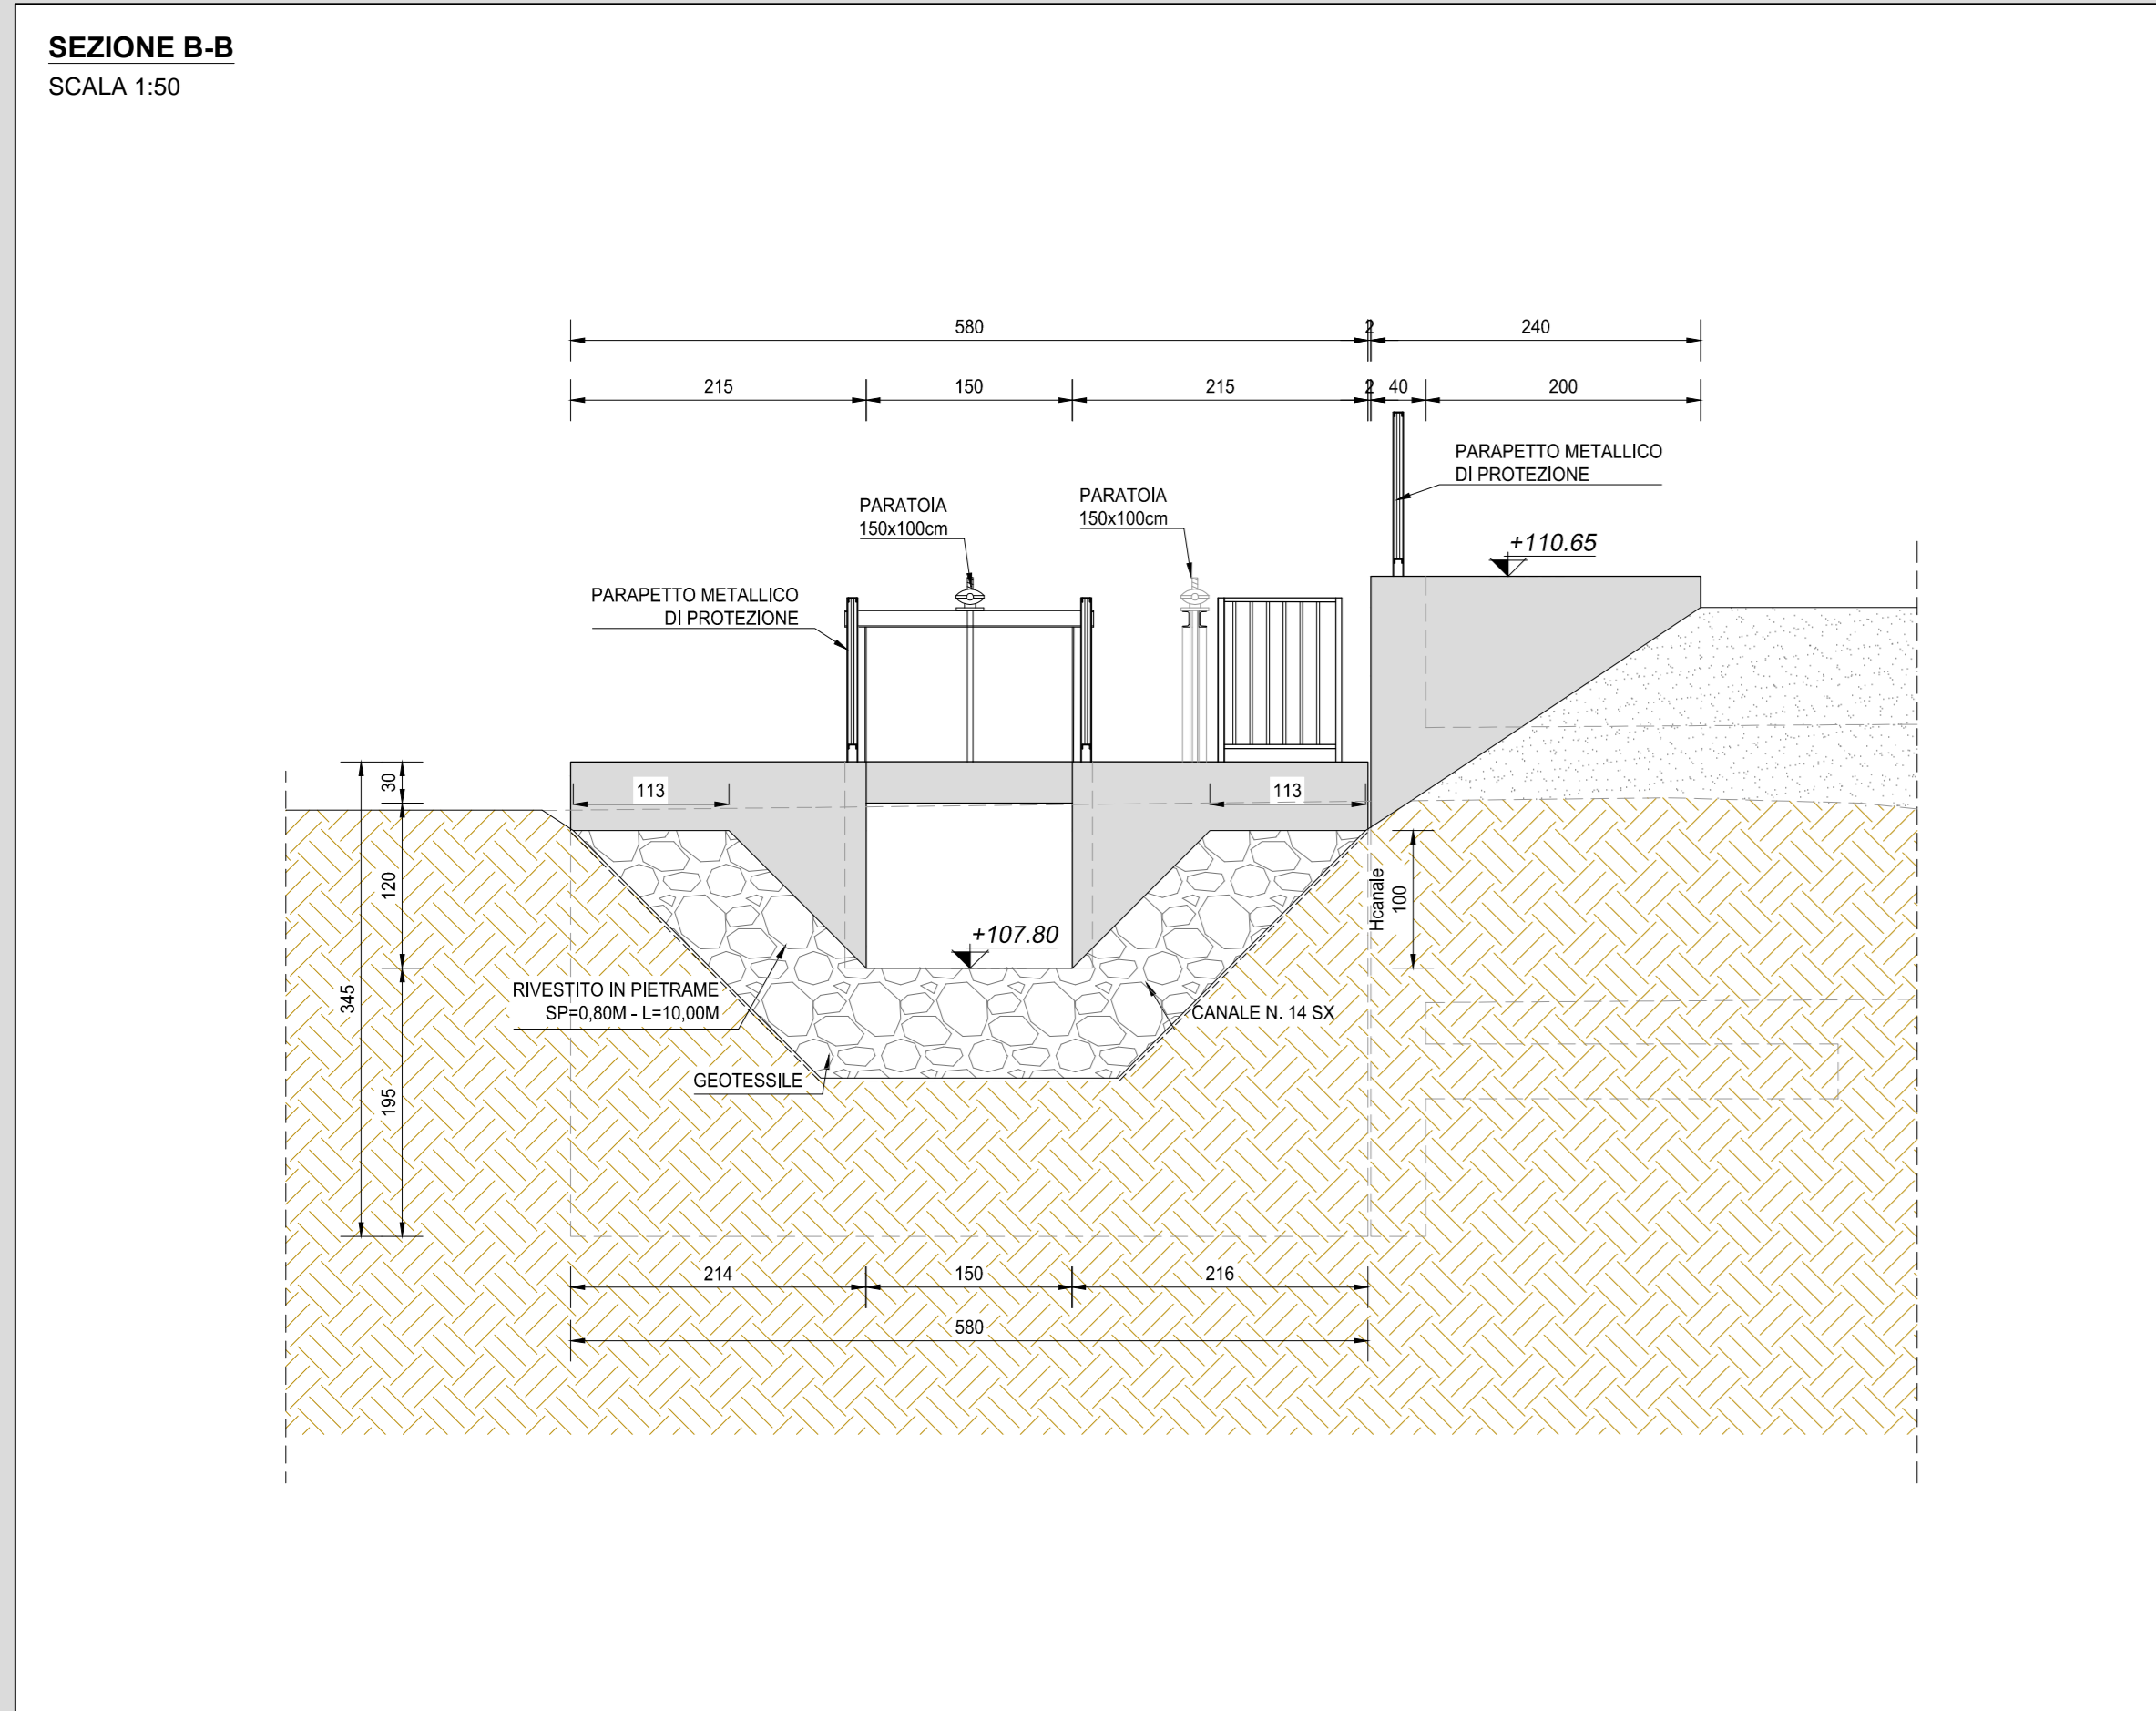 SEZIONE B-B
SCALA 1:50
580
2
240
215
150
215
2
40
200
PARAPETTO METALLICO
DI PROTEZIONE
PARATOIA
150x100cm
PARATOIA
150x100cm
+110.65
PARAPETTO METALLICO
DI PROTEZIONE
30
113
113
120
Hcanale
100
+107.80
345
RIVESTITO IN PIETRAME
SP=0,80M - L=10,00M
CANALE N. 14 SX
GEOTESSILE
195
214
150
216
580